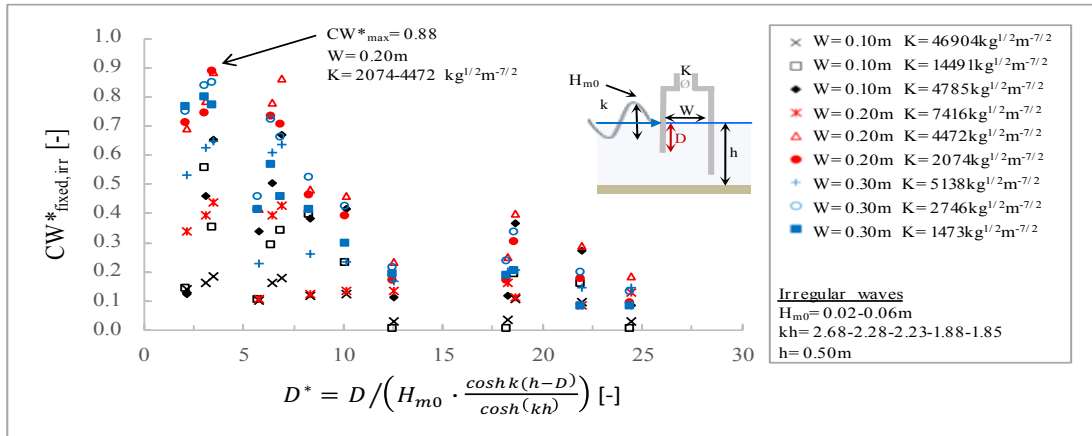 CW*max= 0.88
W= 0.20m
K= 2074-4472 kg1/2m-7/2
1.0
0.9
0.8
0.7
0.6
0.5
0.4
0.3
0.2
0.1
0.0
CW*fixed, irr [-]
0 5 10 15 20 25 30
D* = D/(Hm0 · cosh k(h−D)/cosh(kh)) [-]
Hm0
k
K
Ø
W
D
h
W= 0.10m K= 46904kg1/2m-7/2
W= 0.10m K= 14491kg1/2m-7/2
W= 0.10m K= 4785kg1/2m-7/2
W= 0.20m K= 7416kg1/2m-7/2
W= 0.20m K= 4472kg1/2m-7/2
W= 0.20m K= 2074kg1/2m-7/2
W= 0.30m K= 5138kg1/2m-7/2
W= 0.30m K= 2746kg1/2m-7/2
W= 0.30m K= 1473kg1/2m-7/2
Irregular waves
Hm0= 0.02-0.06m
kh= 2.68-2.28-2.23-1.88-1.85
h= 0.50m